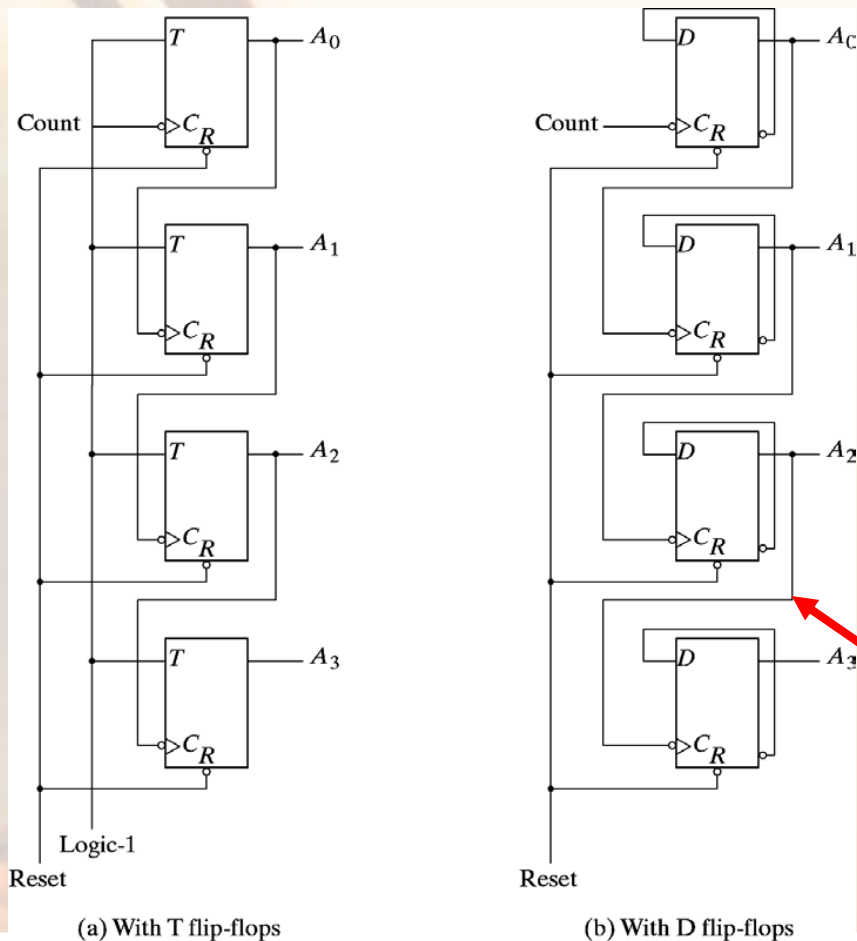 T
A0
Count
C
R
T
A1
C
R
T
A2
C
R
T
A3
C
R
Logic-1
Reset
(a) With T flip-flops
D
A0
Count
C
R
D
A1
C
R
D
A2
C
R
D
A3
C
R
Reset
(b) With D flip-flops